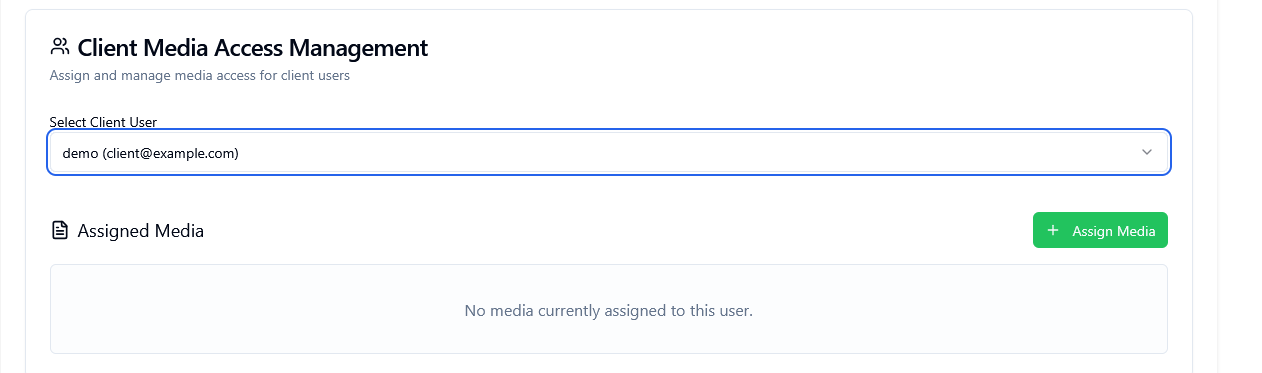 Client Media Access Management
Assign and manage media access for client users
Select Client User
demo (client@example.com)
Assigned Media
Assign Media
No media currently assigned to this user.